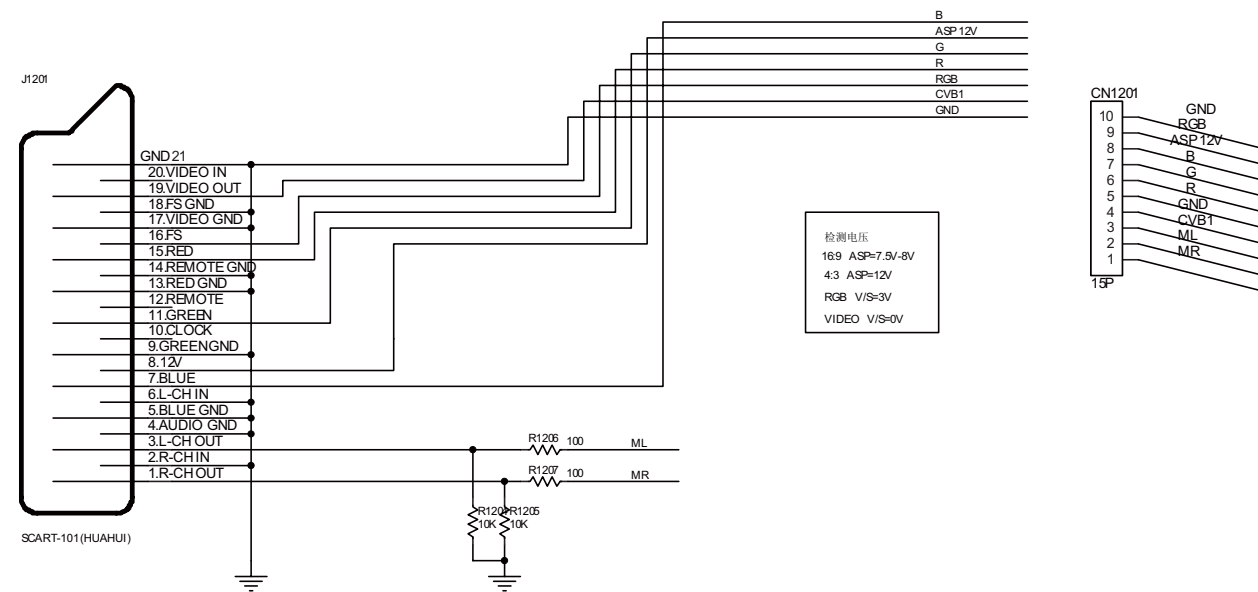 B
ASP12V
G
R
RGB
CVB1
GND
J1201
GND 21
20.VIDEO IN
19.VIDEO OUT
18.FS GND
17.VIDEO GND
16.FS
15.RED
14.REMOTE GND
13.RED GND
12.REMOTE
11.GREEN
10.CLOCK
9.GREEN GND
8.12V
7.BLUE
6.L-CH IN
5.BLUE GND
4.AUDIO GND
3.L-CH OUT
2.R-CH IN
1.R-CH OUT
SCART-101(HUAHUI)
R1206 100 ML
R1207 100 MR
R1205
10K
10K
检测电压
16:9 ASP=7.5V-8V
4:3 ASP=12V
RGB V/S=3V
VIDEO V/S=0V
CN1201
10 GND
9 RGB
8 ASP12V
7 B
6 G
5 R
4 GND
3 CVB1
2 ML
1 MR
15P